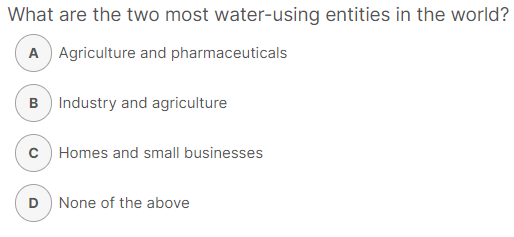 What are the two most water-using entities in the world?
A Agriculture and pharmaceuticals
B Industry and agriculture
C Homes and small businesses
D None of the above